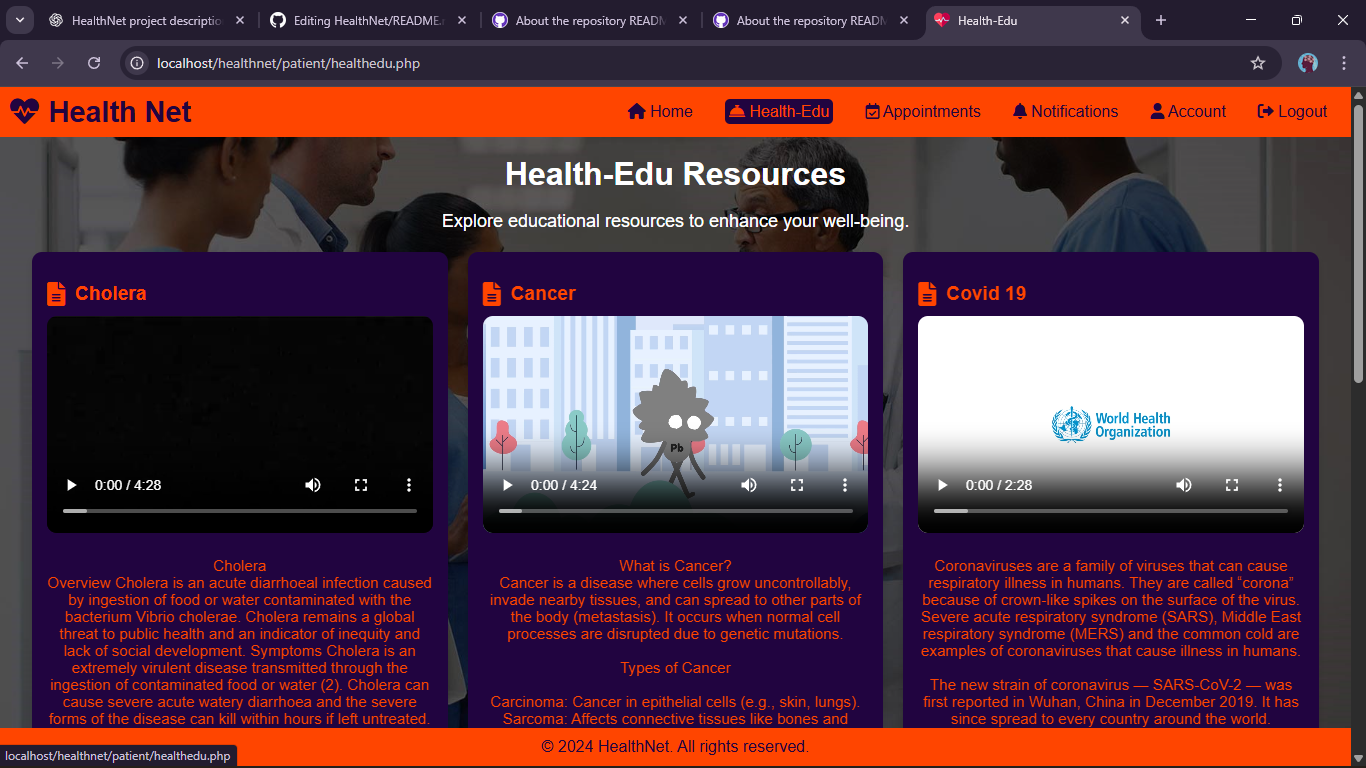 HealthNet project descriptio
Editing HealthNet/README.
About the repository READM
About the repository READM
Health-Edu
localhost/healthnet/patient/healthedu.php
Health Net
Home
Health-Edu
Appointments
Notifications
Account
Logout
Health-Edu Resources
Explore educational resources to enhance your well-being.
Cholera
0:00 / 4:28
Cholera
Overview Cholera is an acute diarrhoeal infection caused
by ingestion of food or water contaminated with the
bacterium Vibrio cholerae. Cholera remains a global
threat to public health and an indicator of inequity and
lack of social development. Symptoms Cholera is an
extremely virulent disease transmitted through the
ingestion of contaminated food or water (2). Cholera can
cause severe acute watery diarrhoea and the severe
forms of the disease can kill within hours if left untreated.
Cancer
Pb
0:00 / 4:24
What is Cancer?
Cancer is a disease where cells grow uncontrollably,
invade nearby tissues, and can spread to other parts of
the body (metastasis). It occurs when normal cell
processes are disrupted due to genetic mutations.
Types of Cancer
Carcinoma: Cancer in epithelial cells (e.g., skin, lungs).
Sarcoma: Affects connective tissues like bones and
Covid 19
World Health
Organization
0:00 / 2:28
Coronaviruses are a family of viruses that can cause
respiratory illness in humans. They are called “corona”
because of crown-like spikes on the surface of the virus.
Severe acute respiratory syndrome (SARS), Middle East
respiratory syndrome (MERS) and the common cold are
examples of coronaviruses that cause illness in humans.
The new strain of coronavirus — SARS-CoV-2 — was
first reported in Wuhan, China in December 2019. It has
since spread to every country around the world.
© 2024 HealthNet. All rights reserved.
localhost/healthnet/patient/healthedu.php